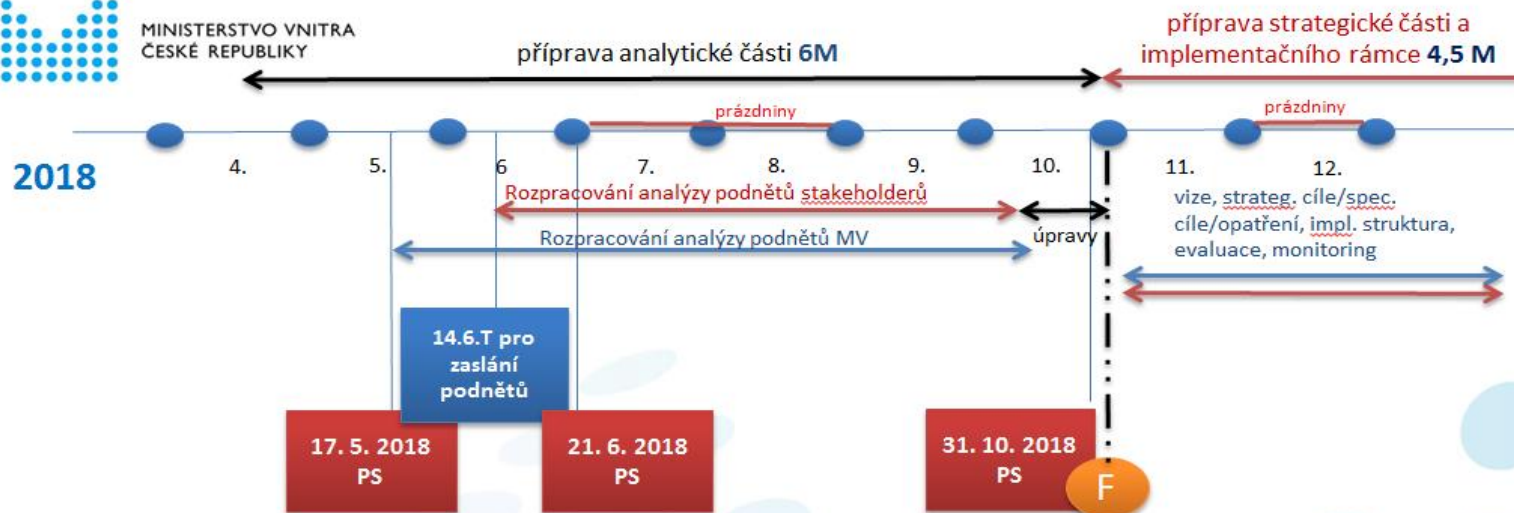 MINISTERSTVO VNITRA
ČESKÉ REPUBLIKY
příprava analytické části 6M
příprava strategické části a
implementačního rámce 4,5 M
prázdniny
prázdniny
2018
4.
5.
6
7.
8.
9.
10.
11.
12.
Rozpracování analýzy podnětů stakeholderů
Rozpracování analýzy podnětů MV
úpravy
vize, strateg. cíle/spec.
cíle/opatření, impl. struktura,
evaluace, monitoring
14.6.T pro
zaslání
podnětů
17. 5. 2018
PS
21. 6. 2018
PS
31. 10. 2018
PS
F